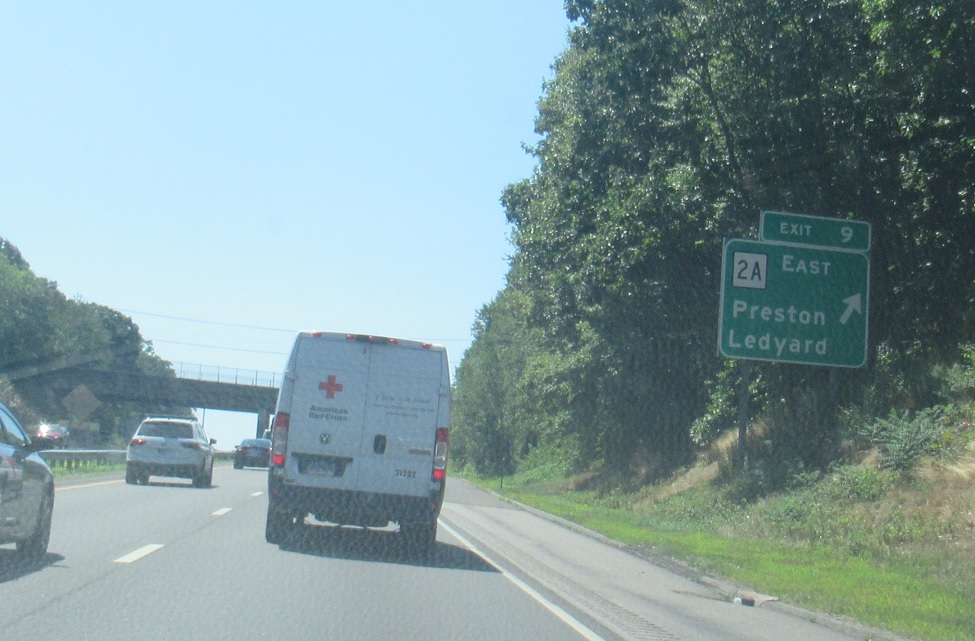 EXIT 9
2A EAST
Preston
Ledyard
American
Red Cross